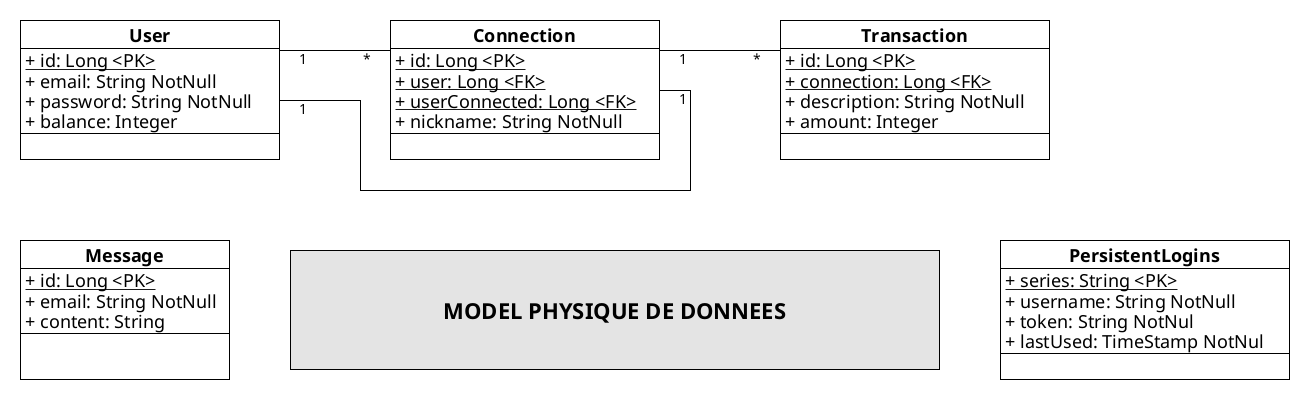 User
+ id: Long <PK>
+ email: String NotNull
+ password: String NotNull
+ balance: Integer
1
*
1
Connection
+ id: Long <PK>
+ user: Long <FK>
+ userConnected: Long <FK>
+ nickname: String NotNull
1
*
1
Transaction
+ id: Long <PK>
+ connection: Long <FK>
+ description: String NotNull
+ amount: Integer
Message
+ id: Long <PK>
+ email: String NotNull
+ content: String
MODEL PHYSIQUE DE DONNEES
PersistentLogins
+ series: String <PK>
+ username: String NotNull
+ token: String NotNul
+ lastUsed: TimeStamp NotNul